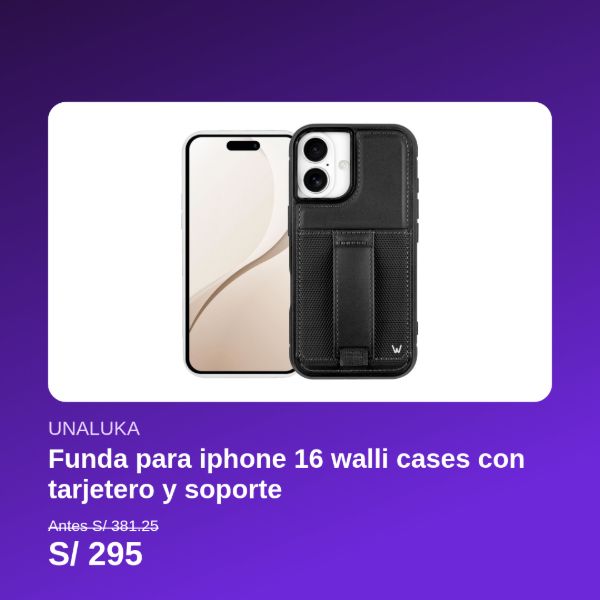 W
UNALUKA
Funda para iphone 16 walli cases con
tarjetero y soporte
Antes S/ 381.25
S/ 295